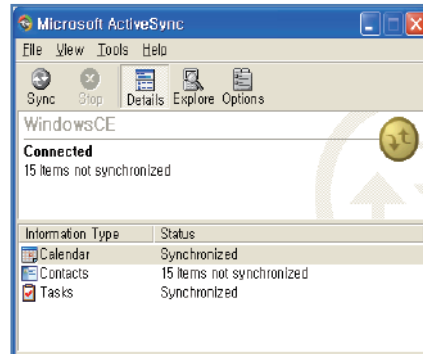 Microsoft ActiveSync
File View Tools Help
Sync Stop Details Explore Options
WindowsCE
Connected
15 items not synchronized
Information Type Status
Calendar Synchronized
Contacts 15 items not synchronized
Tasks Synchronized